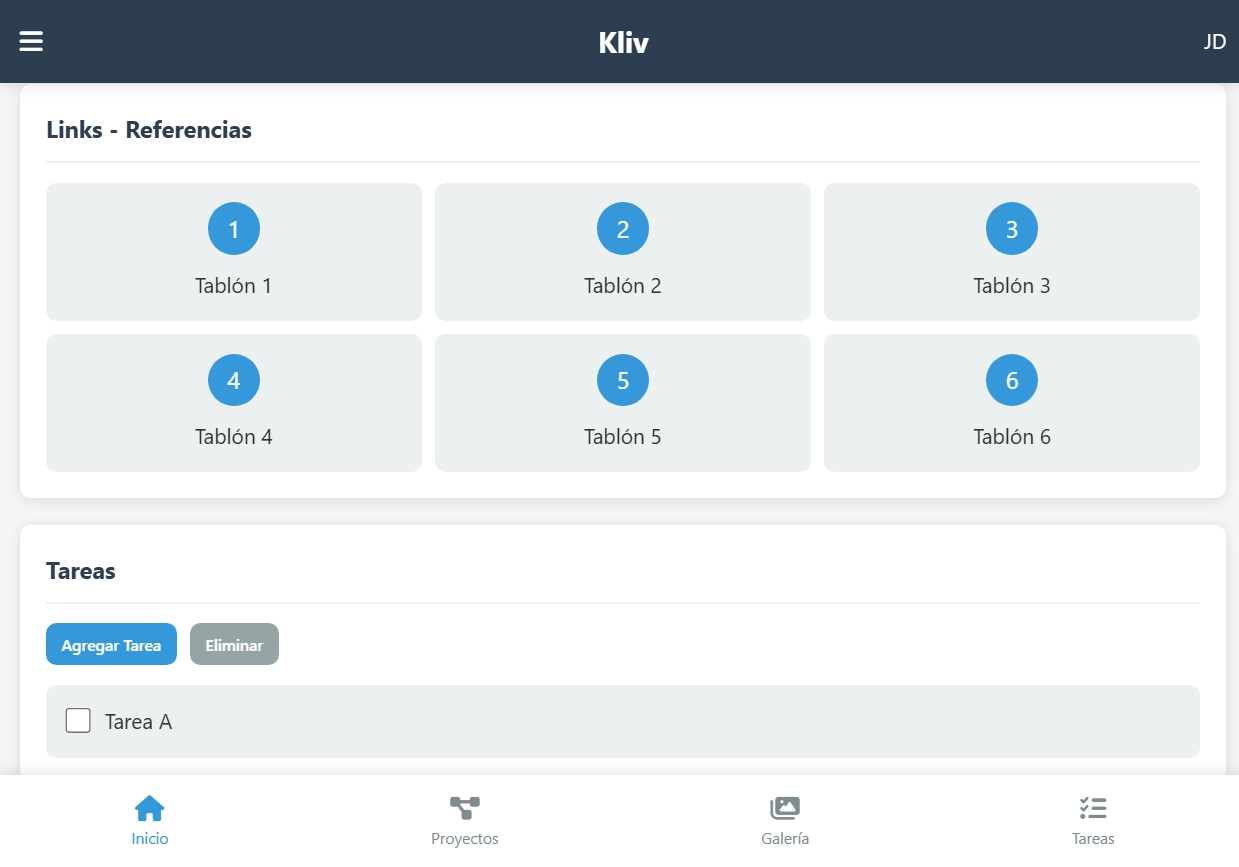 Kliv
JD
Links - Referencias
1
Tablón 1
2
Tablón 2
3
Tablón 3
4
Tablón 4
5
Tablón 5
6
Tablón 6
Tareas
Agregar Tarea
Eliminar
Tarea A
Inicio
Proyectos
Galería
Tareas